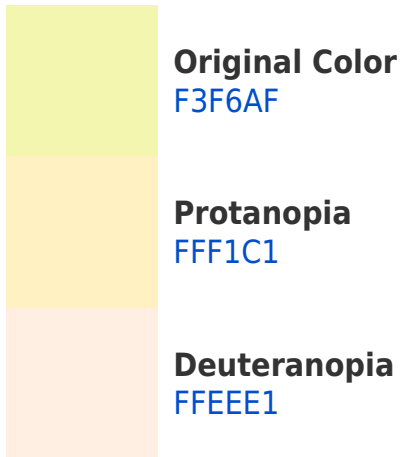 Original Color
F3F6AF
Protanopia
FFF1C1
Deuteranopia
FFEEE1